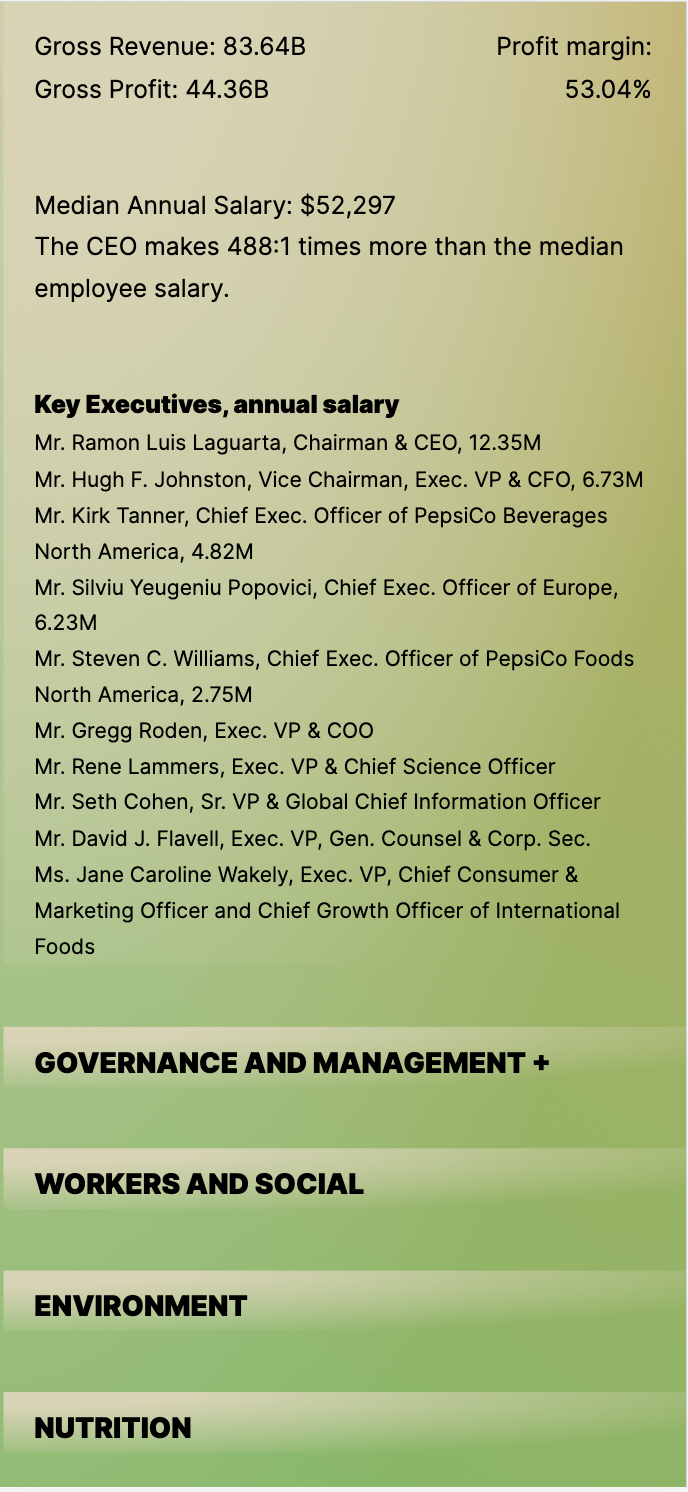 Gross Revenue: 83.64B
Profit margin:
Gross Profit: 44.36B
53.04%
Median Annual Salary: $52,297
The CEO makes 488:1 times more than the median
employee salary.
Key Executives, annual salary
Mr. Ramon Luis Laguarta, Chairman & CEO, 12.35M
Mr. Hugh F. Johnston, Vice Chairman, Exec. VP & CFO, 6.73M
Mr. Kirk Tanner, Chief Exec. Officer of PepsiCo Beverages
North America, 4.82M
Mr. Silviu Yeugeniu Popovici, Chief Exec. Officer of Europe,
6.23M
Mr. Steven C. Williams, Chief Exec. Officer of PepsiCo Foods
North America, 2.75M
Mr. Gregg Roden, Exec. VP & COO
Mr. Rene Lammers, Exec. VP & Chief Science Officer
Mr. Seth Cohen, Sr. VP & Global Chief Information Officer
Mr. David J. Flavell, Exec. VP, Gen. Counsel & Corp. Sec.
Ms. Jane Caroline Wakely, Exec. VP, Chief Consumer &
Marketing Officer and Chief Growth Officer of International
Foods
GOVERNANCE AND MANAGEMENT +
WORKERS AND SOCIAL
ENVIRONMENT
NUTRITION